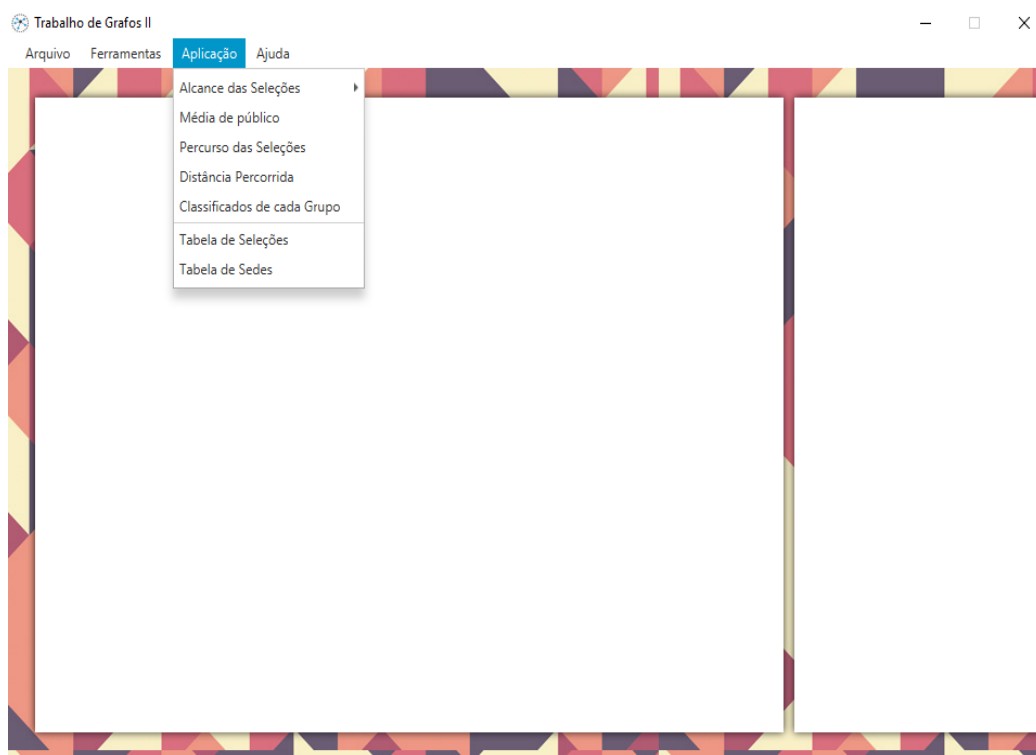 Trabalho de Grafos II
Arquivo Ferramentas Aplicação Ajuda
Alcance das Seleções
Média de público
Percurso das Seleções
Distância Percorrida
Classificados de cada Grupo
Tabela de Seleções
Tabela de Sedes